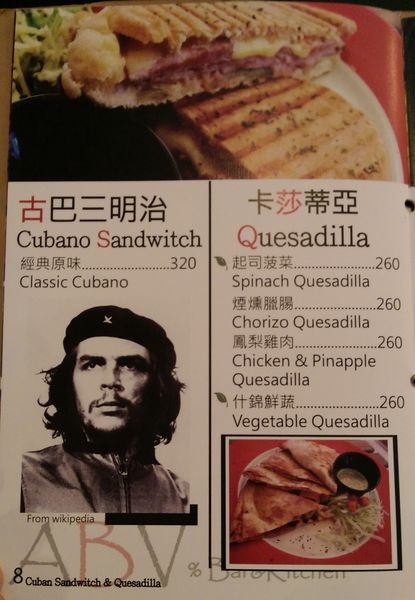 古巴三明治
Cubano Sandwitch
經典原味......................320
Classic Cubano
From wikipedia
卡莎蒂亞
Quesadilla
起司菠菜.....................260
Spinach Quesadilla
煙燻臘腸....................260
Chorizo Quesadilla
鳳梨雞肉....................260
Chicken & Pinapple
Quesadilla
什錦鮮蔬....................260
Vegetable Quesadilla
ABV % Bar&Kitchen
8 Cuban Sandwitch & Quesadilla